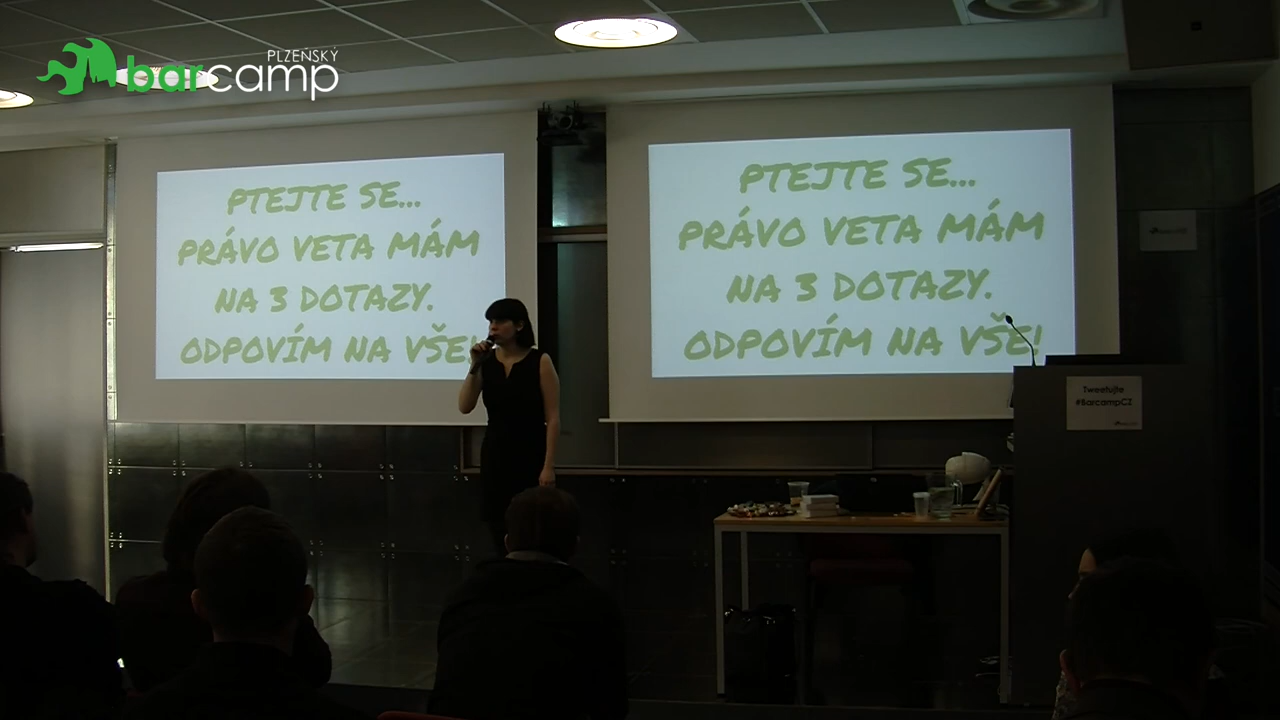 PLZEŇSKÝ
barcamp
PTEJTE SE...
PRÁVO VETA MÁM
NA 3 DOTAZY.
ODPOVÍM NA VŠE!
PTEJTE SE...
PRÁVO VETA MÁM
NA 3 DOTAZY.
ODPOVÍM NA VŠE!
Tweetujte
#BarcampCZ